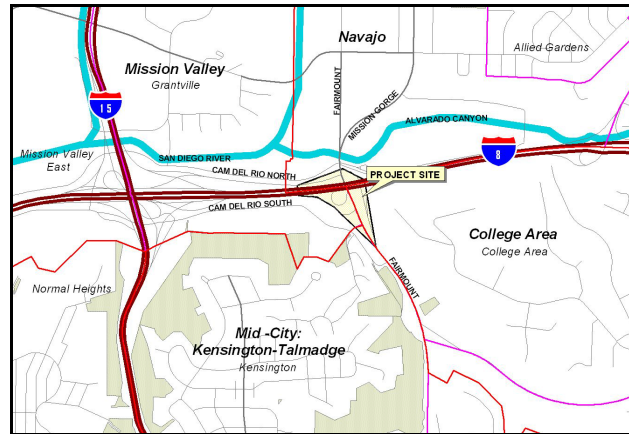 Navajo
Allied Gardens
Mission Valley
Grantville
15
FAIRMOUNT
MISSION GORGE
ALVARADO CANYON
Mission Valley
East
SAN DIEGO RIVER
8
CAM DEL RIO NORTH
PROJECT SITE
CAM DEL RIO SOUTH
College Area
College Area
FAIRMOUNT
Normal Heights
Mid -City:
Kensington-Talmadge
Kensington